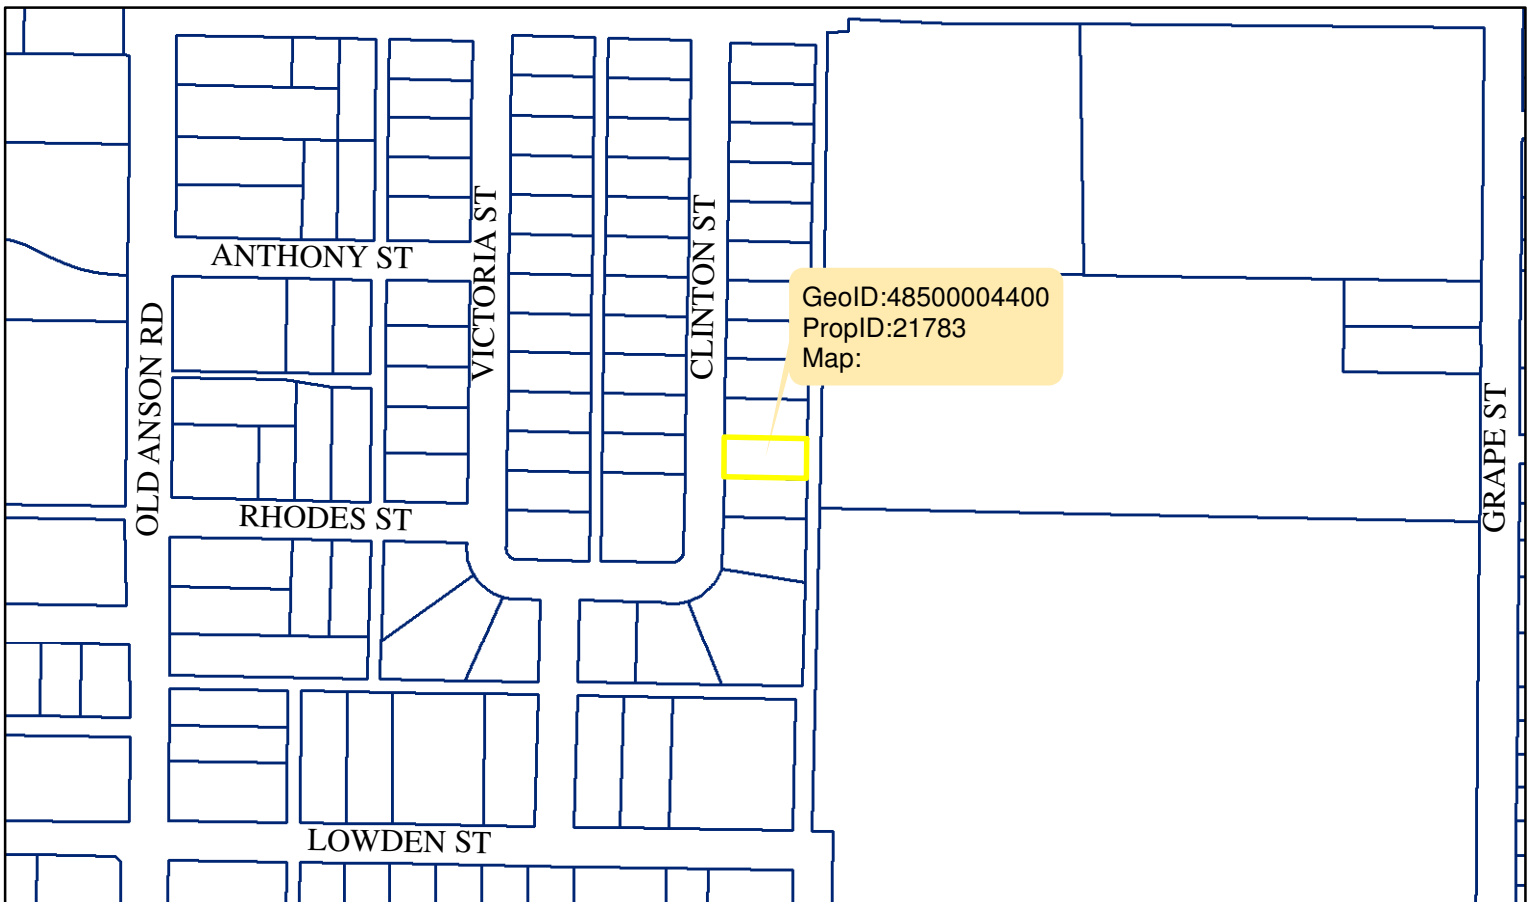 ANTHONY ST
VICTORIA ST
CLINTON ST
GeoID:48500004400
PropID:21783
Map:
OLD ANSON RD
GRAPE ST
RHODES ST
LOWDEN ST